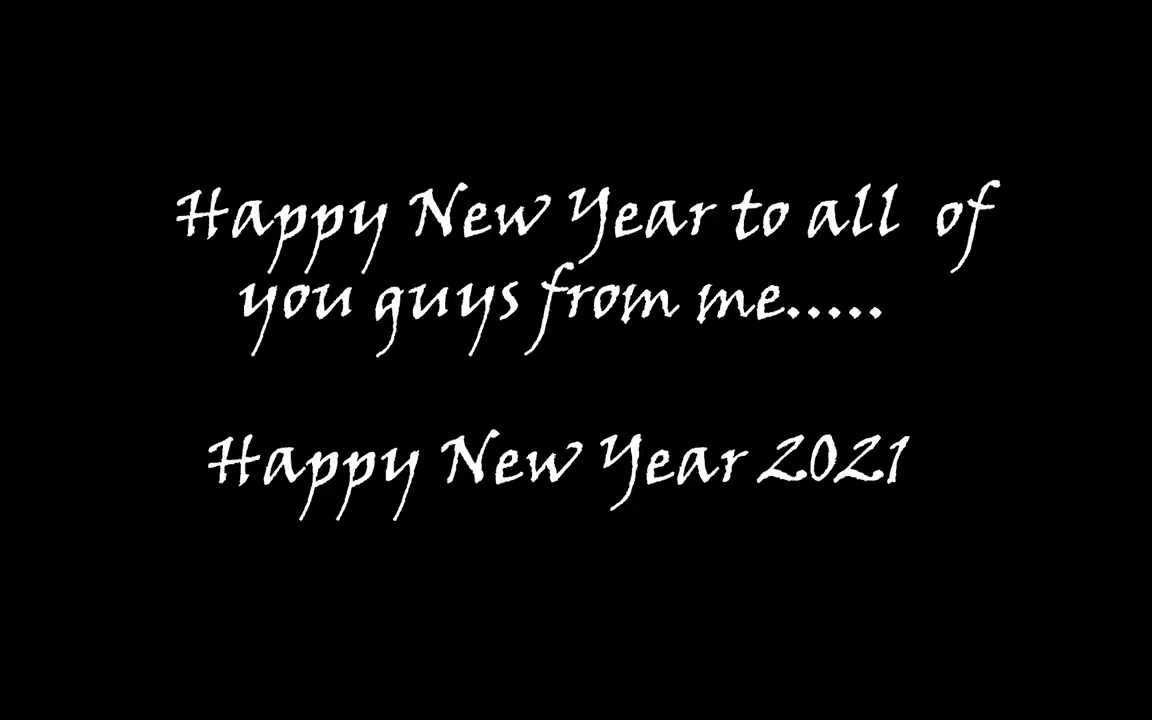 Happy New Year to all of
you guys from me.....
Happy New Year 2021